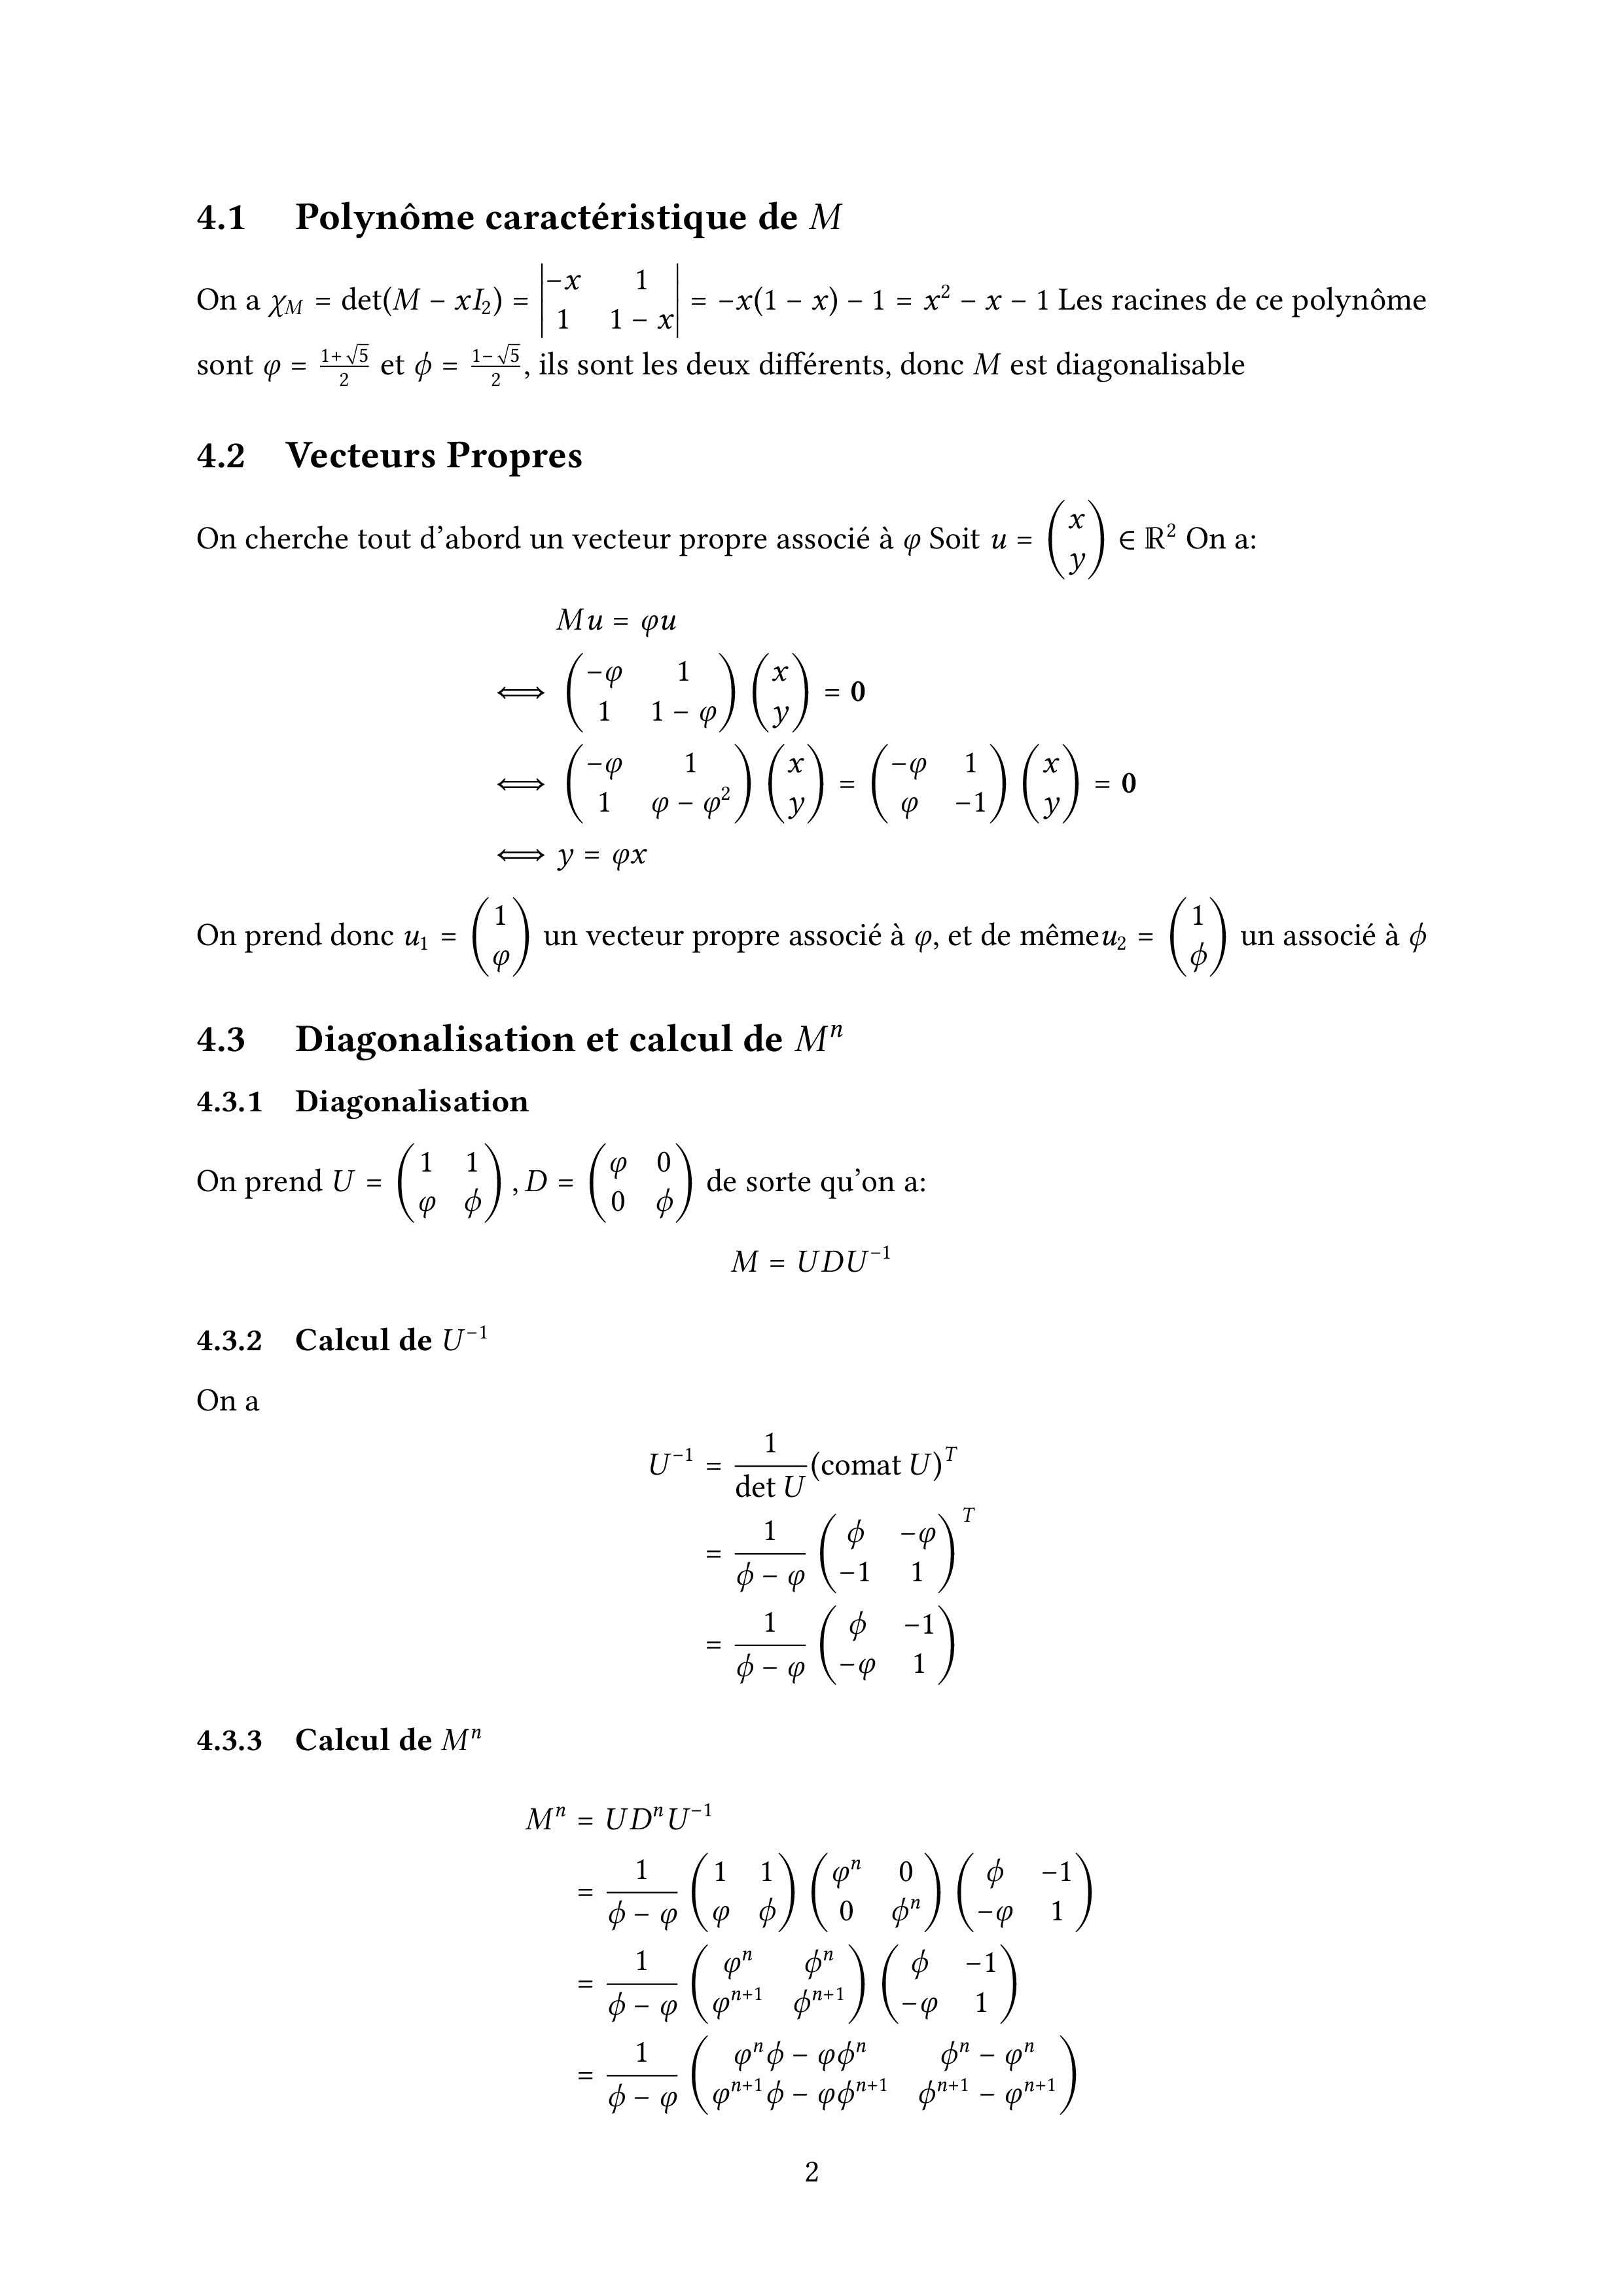 4.1 Polynôme caractéristique de $M$
On a $\chi_M = \det(M - xI_2) = \begin{vmatrix} -x & 1 \\ 1 & 1-x \end{vmatrix} = -x(1-x) - 1 = x^2 - x - 1$ Les racines de ce polynôme
sont $\varphi = \frac{1+\sqrt{5}}{2}$ et $\phi = \frac{1-\sqrt{5}}{2}$, ils sont les deux différents, donc $M$ est diagonalisable
4.2 Vecteurs Propres
On cherche tout d’abord un vecteur propre associé à $\varphi$ Soit $u = \begin{pmatrix} x \\ y \end{pmatrix} \in \mathbb{R}^2$ On a:
$Mu = \varphi u$
$\iff \begin{pmatrix} -\varphi & 1 \\ 1 & 1-\varphi \end{pmatrix} \begin{pmatrix} x \\ y \end{pmatrix} = \mathbf{0}$
$\iff \begin{pmatrix} -\varphi & 1 \\ 1 & \varphi - \varphi^2 \end{pmatrix} \begin{pmatrix} x \\ y \end{pmatrix} = \begin{pmatrix} -\varphi & 1 \\ \varphi & -1 \end{pmatrix} \begin{pmatrix} x \\ y \end{pmatrix} = \mathbf{0}$
$\iff y = \varphi x$
On prend donc $u_1 = \begin{pmatrix} 1 \\ \varphi \end{pmatrix}$ un vecteur propre associé à $\varphi$, et de même$u_2 = \begin{pmatrix} 1 \\ \phi \end{pmatrix}$ un associé à $\phi$
4.3 Diagonalisation et calcul de $M^n$
4.3.1 Diagonalisation
On prend $U = \begin{pmatrix} 1 & 1 \\ \varphi & \phi \end{pmatrix}, D = \begin{pmatrix} \varphi & 0 \\ 0 & \phi \end{pmatrix}$ de sorte qu’on a:
$M = UDU^{-1}$
4.3.2 Calcul de $U^{-1}$
On a
$U^{-1} = \frac{1}{\det U}(\text{comat } U)^T$
$= \frac{1}{\phi - \varphi} \begin{pmatrix} \phi & -\varphi \\ -1 & 1 \end{pmatrix}^T$
$= \frac{1}{\phi - \varphi} \begin{pmatrix} \phi & -1 \\ -\varphi & 1 \end{pmatrix}$
4.3.3 Calcul de $M^n$
$M^n = UD^nU^{-1}$
$= \frac{1}{\phi - \varphi} \begin{pmatrix} 1 & 1 \\ \varphi & \phi \end{pmatrix} \begin{pmatrix} \varphi^n & 0 \\ 0 & \phi^n \end{pmatrix} \begin{pmatrix} \phi & -1 \\ -\varphi & 1 \end{pmatrix}$
$= \frac{1}{\phi - \varphi} \begin{pmatrix} \varphi^n & \phi^n \\ \varphi^{n+1} & \phi^{n+1} \end{pmatrix} \begin{pmatrix} \phi & -1 \\ -\varphi & 1 \end{pmatrix}$
$= \frac{1}{\phi - \varphi} \begin{pmatrix} \varphi^n\phi - \varphi\phi^n & \phi^n - \varphi^n \\ \varphi^{n+1}\phi - \varphi\phi^{n+1} & \phi^{n+1} - \varphi^{n+1} \end{pmatrix}$
2